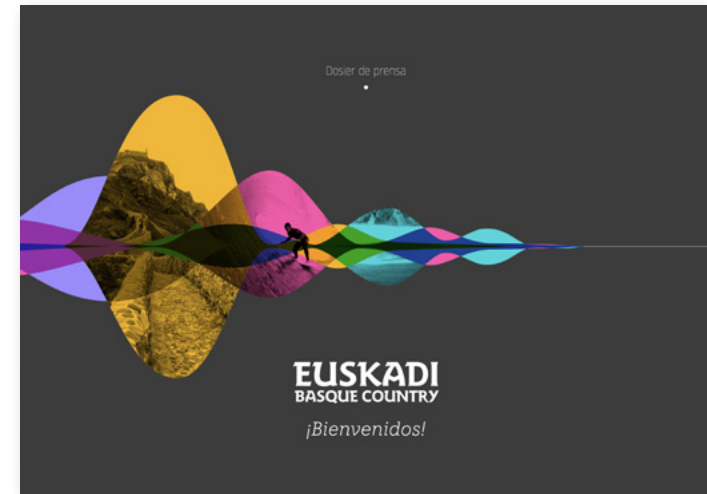 Dosier de prensa
EUSKADI
BASQUE COUNTRY
¡Bienvenidos!